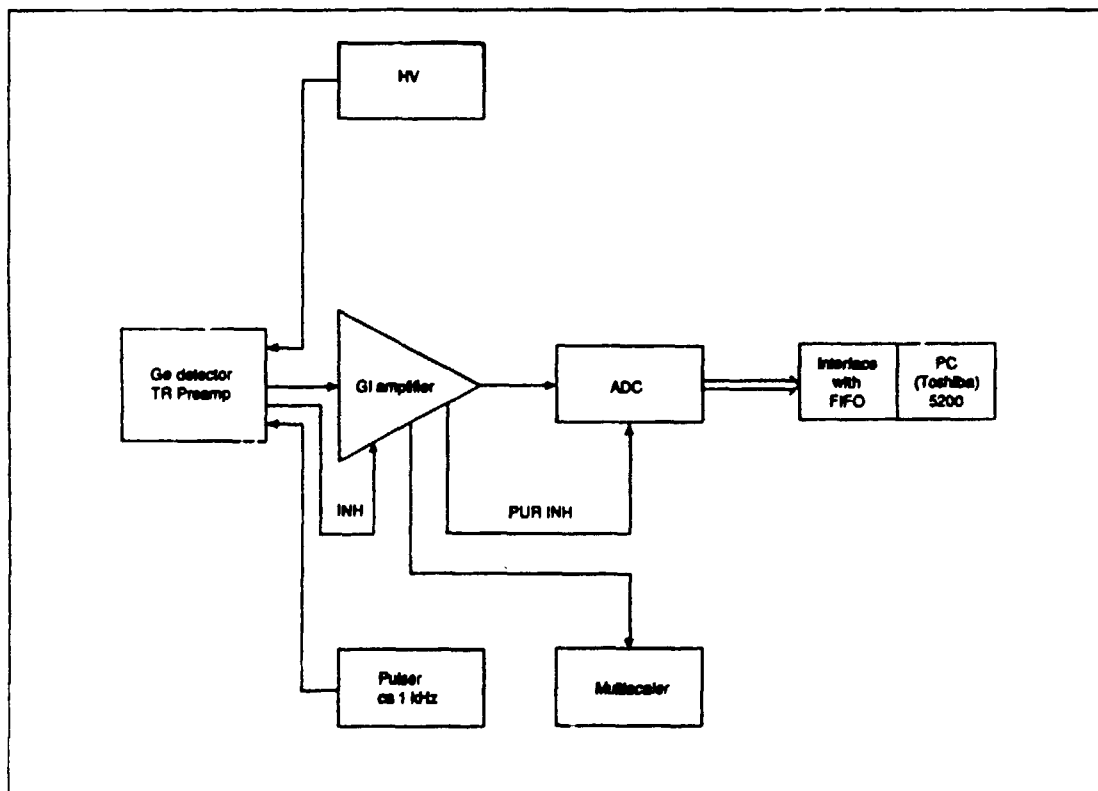 HV
Ge detector
TR Preamp
GI amplifier
ADC
Interface
with
FIFO
PC
(Toshiba)
5200
INH
PUR INH
Pulser
ca 1 kHz
Multiscaler